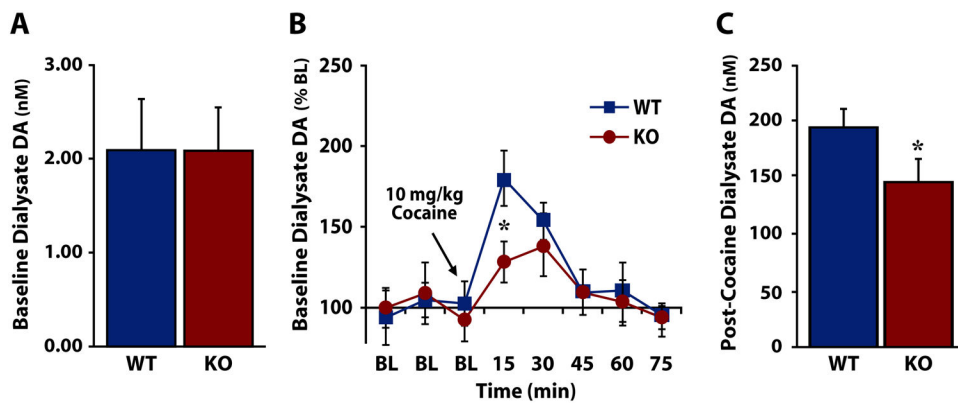 A
Baseline Dialysate DA (nM)
3.00
2.00
1.00
0.00
WT
KO
B
Baseline Dialysate DA (% BL)
250
200
150
100
10 mg/kg
Cocaine
*
WT
KO
BL BL BL 15 30 45 60 75
Time (min)
C
Post-Cocaine Dialysate DA (nM)
250
200
150
100
50
0
*
WT
KO